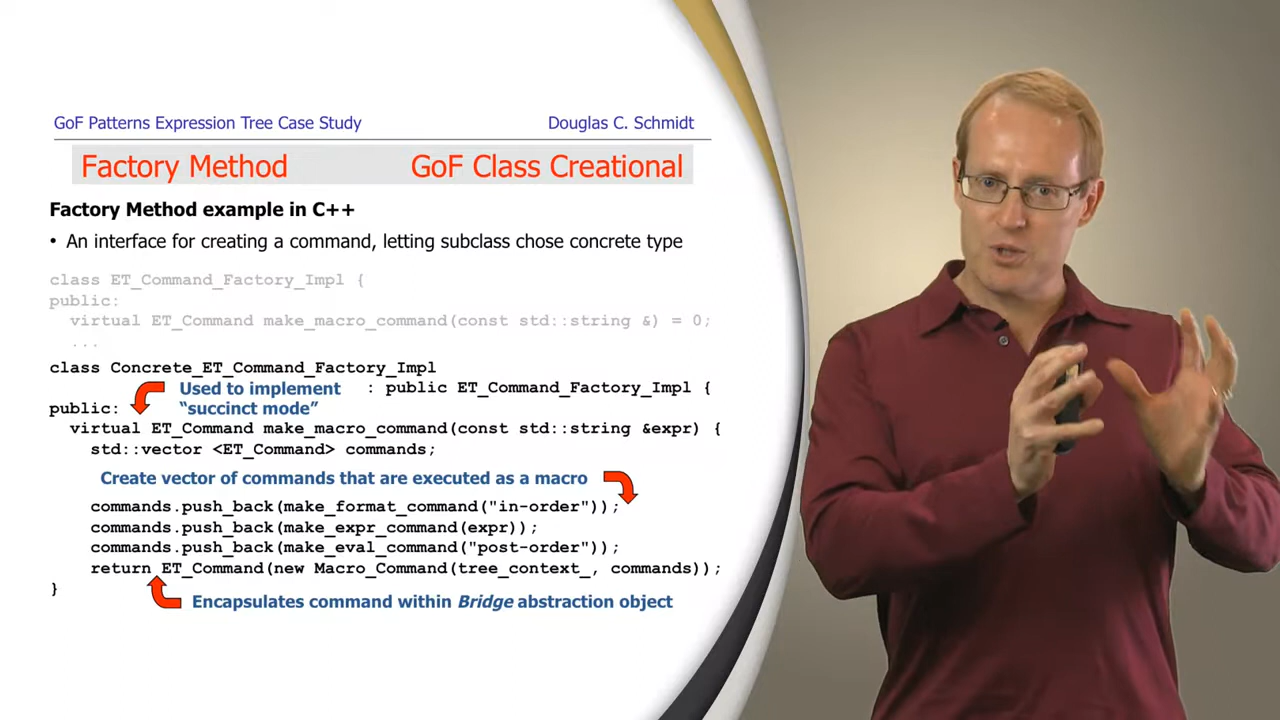 GoF Patterns Expression Tree Case Study Douglas C. Schmidt
Factory Method GoF Class Creational
Factory Method example in C++
• An interface for creating a command, letting subclass chose concrete type
class ET_Command_Factory_Impl {
public:
virtual ET_Command make_macro_command(const std::string &) = 0;
...
class Concrete_ET_Command_Factory_Impl
Used to implement : public ET_Command_Factory_Impl {
public: “succinct mode”
virtual ET_Command make_macro_command(const std::string &expr) {
std::vector <ET_Command> commands;
Create vector of commands that are executed as a macro
commands.push_back(make_format_command("in-order"));
commands.push_back(make_expr_command(expr));
commands.push_back(make_eval_command("post-order"));
return ET_Command(new Macro_Command(tree_context_, commands));
}
Encapsulates command within Bridge abstraction object